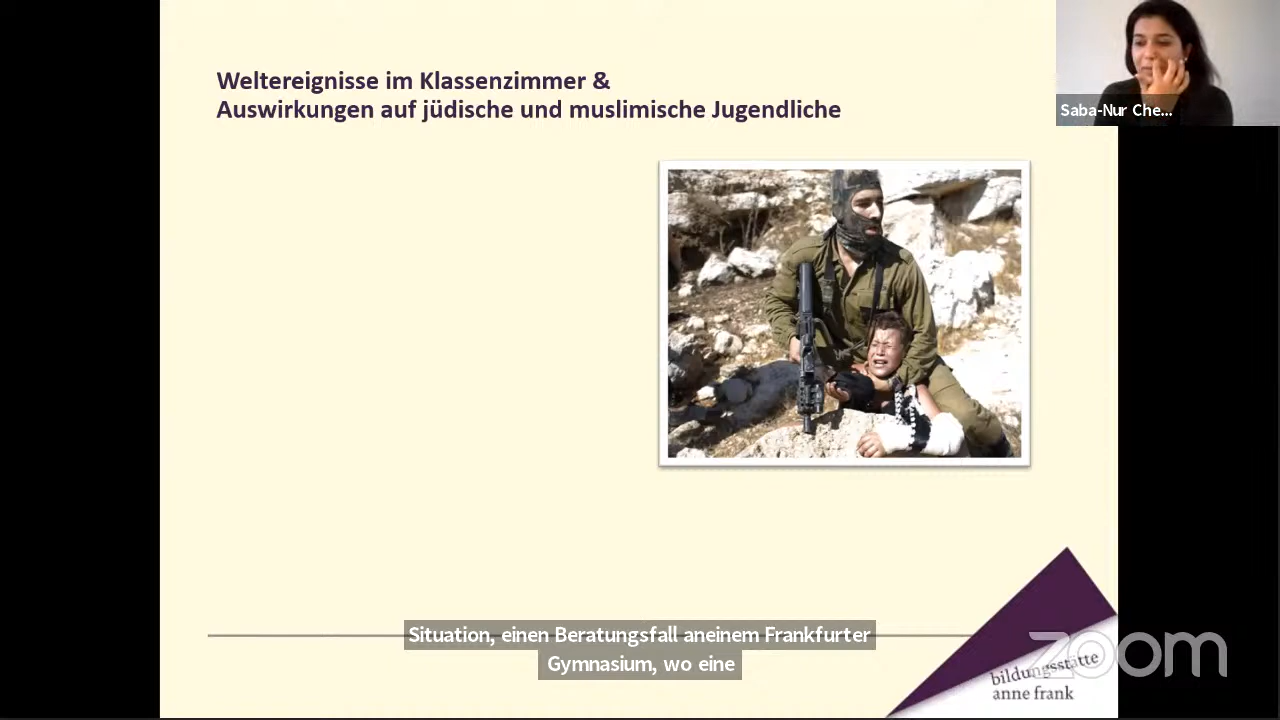 Weltereignisse im Klassenzimmer &
Auswirkungen auf jüdische und muslimische Jugendliche
Saba-Nur Che...
Situation, einen Beratungsfall aneinem Frankfurter
Gymnasium, wo eine
zoom
bildungsstätte
anne frank